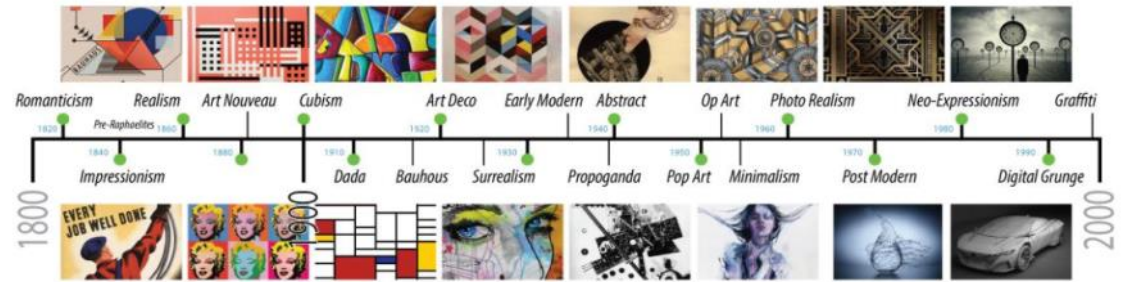 BAUHAUS
Romanticism
Realism
Art Nouveau
Cubism
Art Deco
Early Modern
Abstract
Op Art
Photo Realism
Neo-Expressionism
Graffiti
1820
Pre-Raphaelites
1860
1920
1940
1960
1980
1840
1880
1910
1930
1950
1970
1990
Impressionism
Dada
Bauhous
Surrealism
Propoganda
Pop Art
Minimalism
Post Modern
Digital Grunge
1800
1900
2000
EVERY
JOB WELL DONE